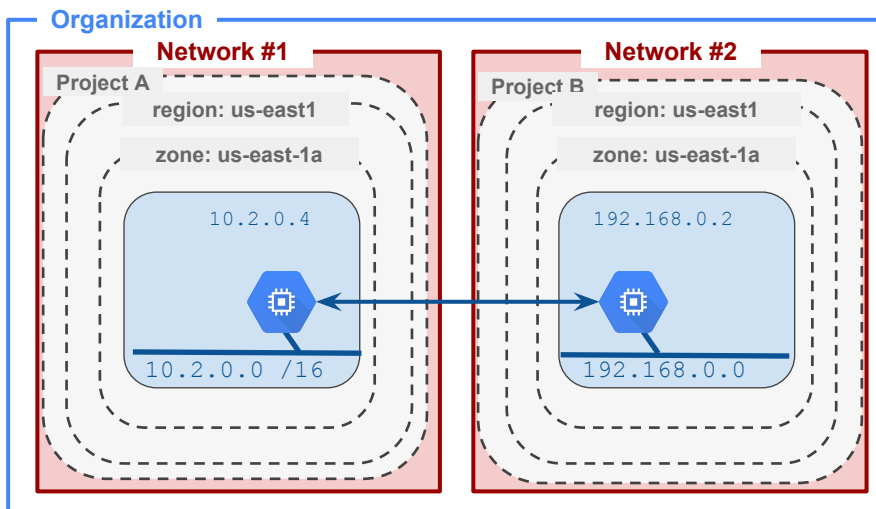 Organization
Network #1
Project A
region: us-east1
zone: us-east-1a
10.2.0.4
10.2.0.0 /16
Network #2
Project B
region: us-east1
zone: us-east-1a
192.168.0.2
192.168.0.0